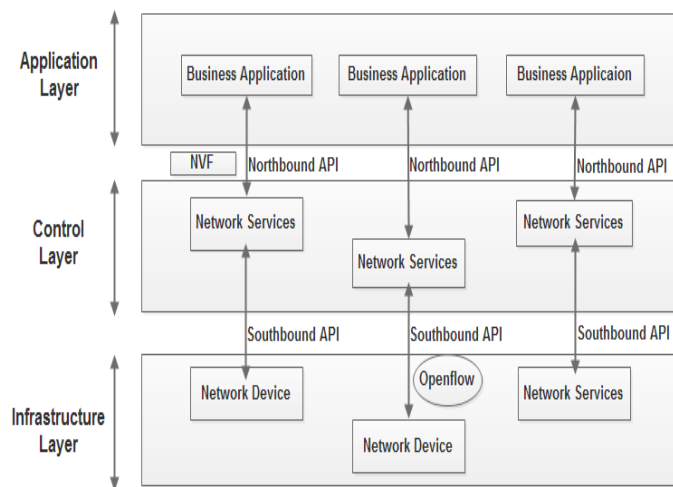 Application
Layer
Business Application
Business Application
Business Applicaion
NVF
Northbound API
Northbound API
Northbound API
Control
Layer
Network Services
Network Services
Network Services
Southbound API
Southbound API
Southbound API
Infrastructure
Layer
Network Device
Openflow
Network Services
Network Device